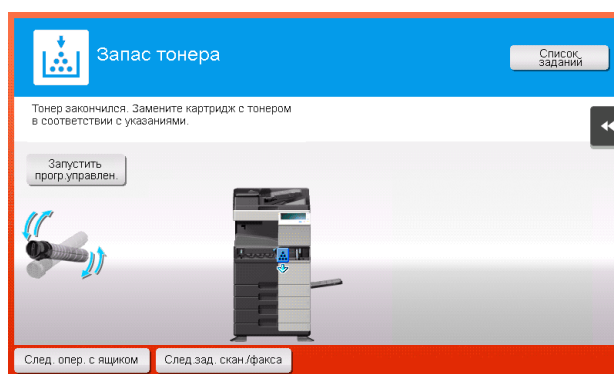 Запас тонера
Список
заданий
Тонер закончился. Замените картридж с тонером
в соответствии с указаниями.
Запустить
прогр.управлен.
След. опер. с ящиком
След.зад. скан./факса